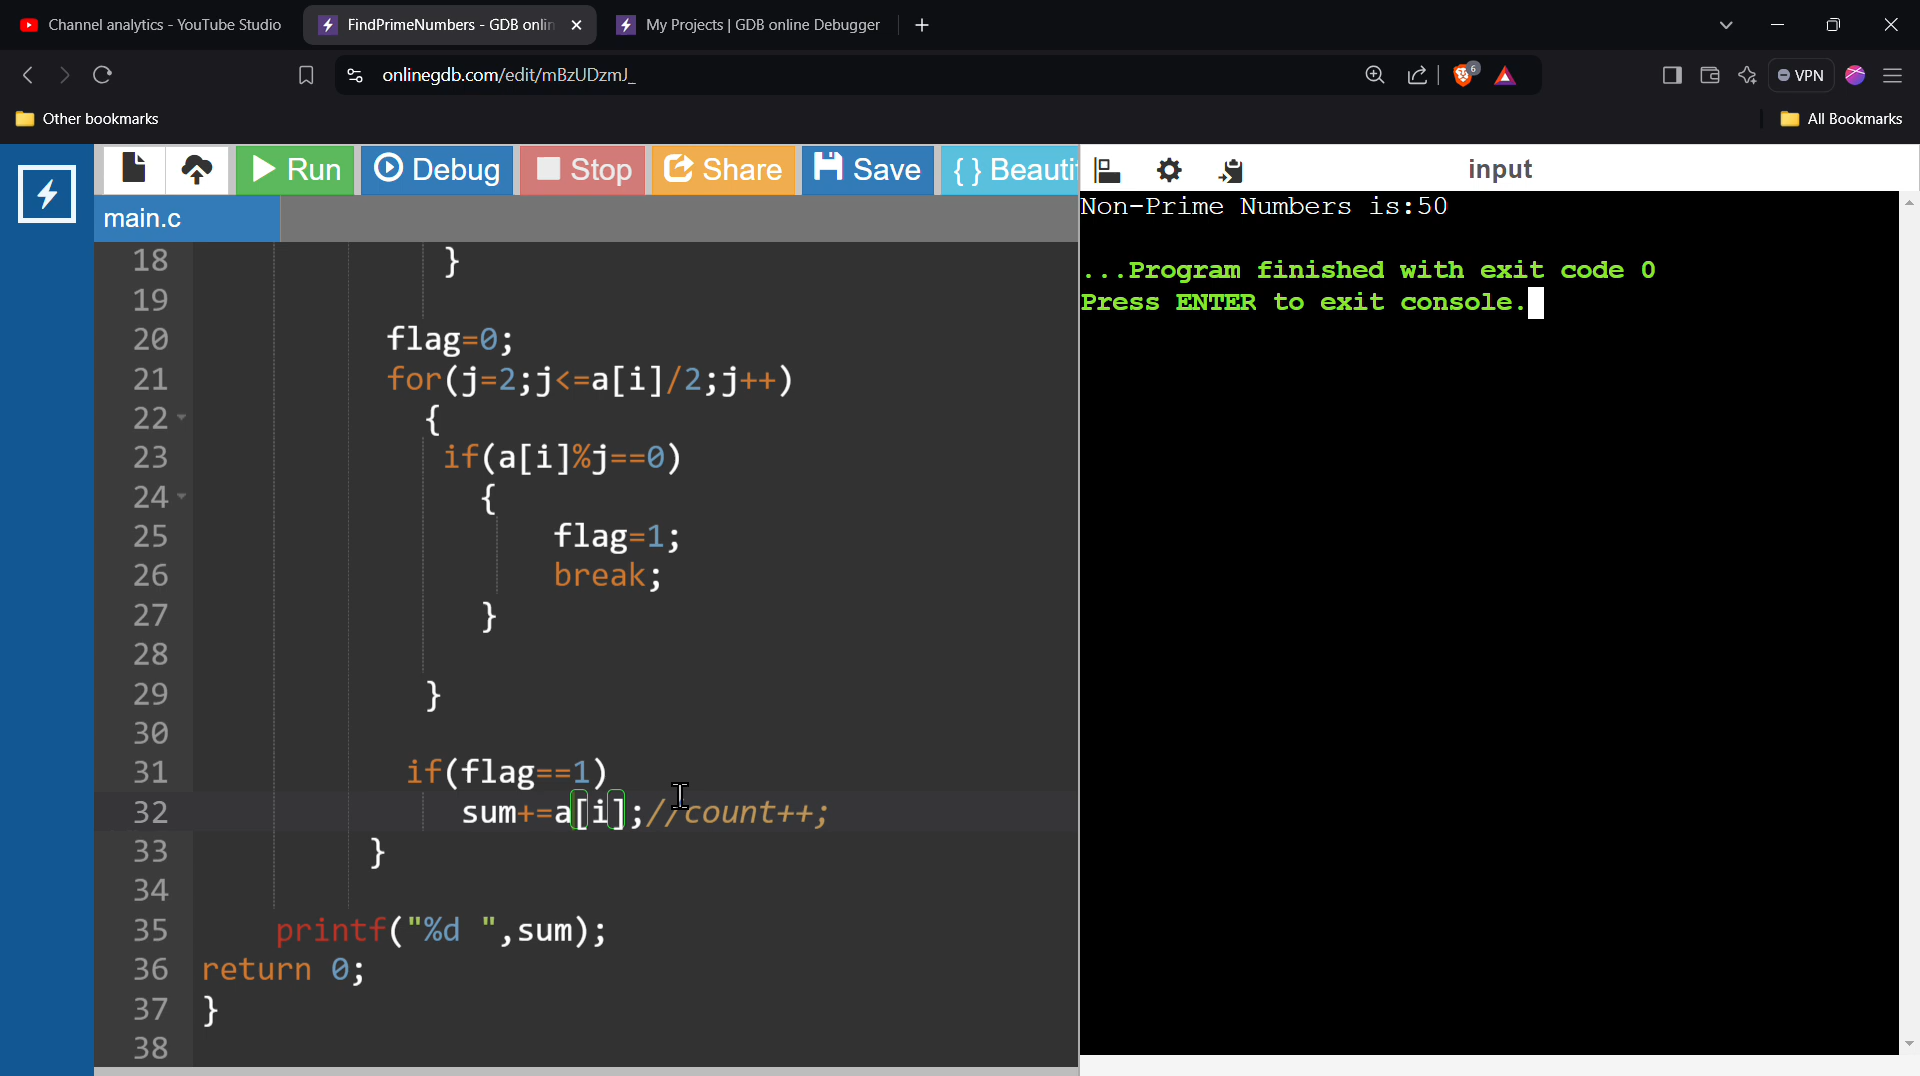 Channel analytics - YouTube Studio
FindPrimeNumbers - GDB onlin
My Projects | GDB online Debugger
onlinegdb.com/edit/mBzUDzmJ_
6
VPN
Other bookmarks
All Bookmarks
Run
Debug
Stop
Share
Save
{ } Beauti
input
main.c
18 }
19
20 flag=0;
21 for(j=2;j<=a[i]/2;j++)
22 {
23 if(a[i]%j==0)
24 {
25 flag=1;
26 break;
27 }
28
29 }
30
31 if(flag==1)
32 sum+=a[i];//count++;
33 }
34
35 printf("%d ",sum);
36 return 0;
37 }
38
Non-Prime Numbers is:50
...Program finished with exit code 0
Press ENTER to exit console.